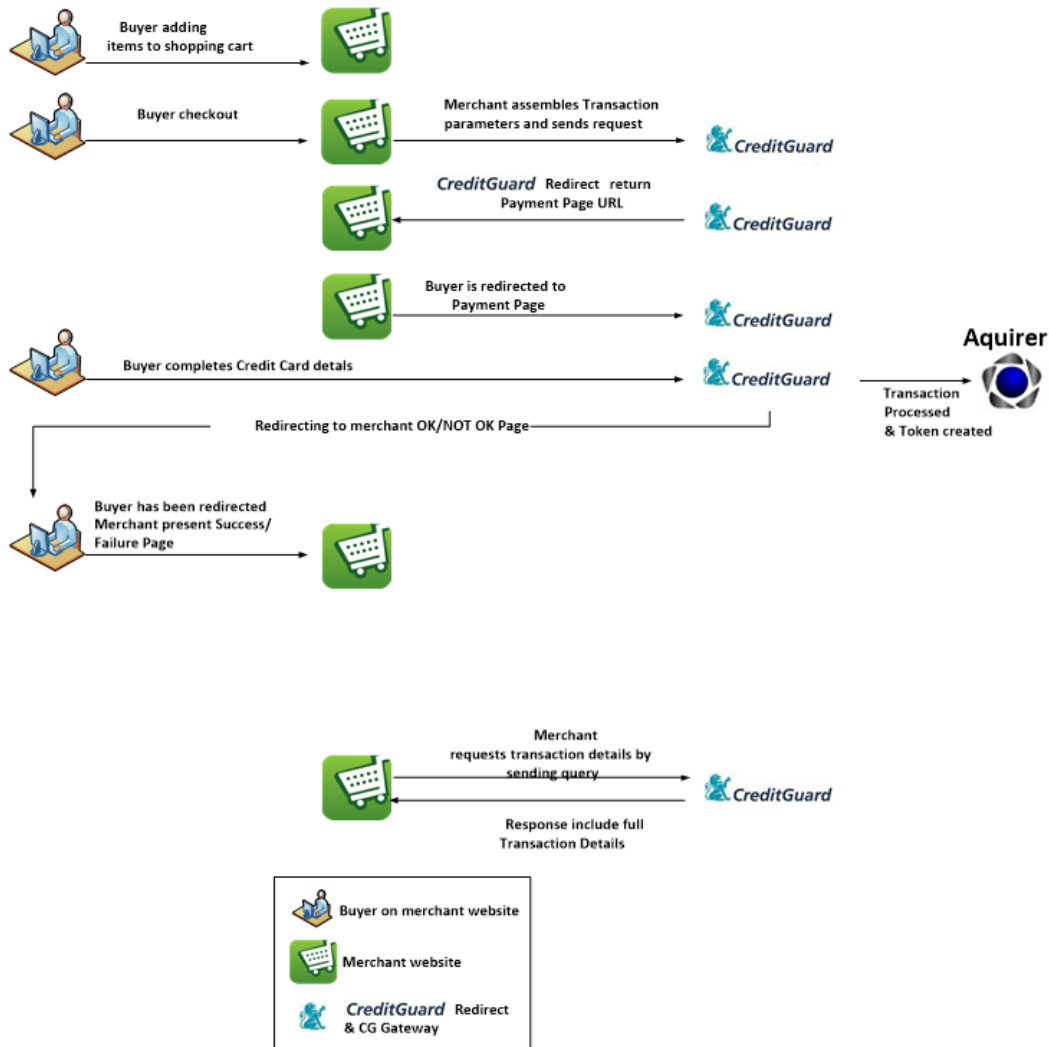 Buyer adding
items to shopping cart
Buyer checkout
Merchant assembles Transaction
parameters and sends request
CreditGuard
CreditGuard Redirect return
Payment Page URL
CreditGuard
Buyer is redirected to
Payment Page
CreditGuard
Buyer completes Credit Card detals
CreditGuard
Aquirer
Transaction
Processed
& Token created
Redirecting to merchant OK/NOT OK Page
Buyer has been redirected
Merchant present Success/
Failure Page
Merchant
requests transaction details by
sending query
CreditGuard
Response include full
Transaction Details
Buyer on merchant website
Merchant website
CreditGuard Redirect
& CG Gateway